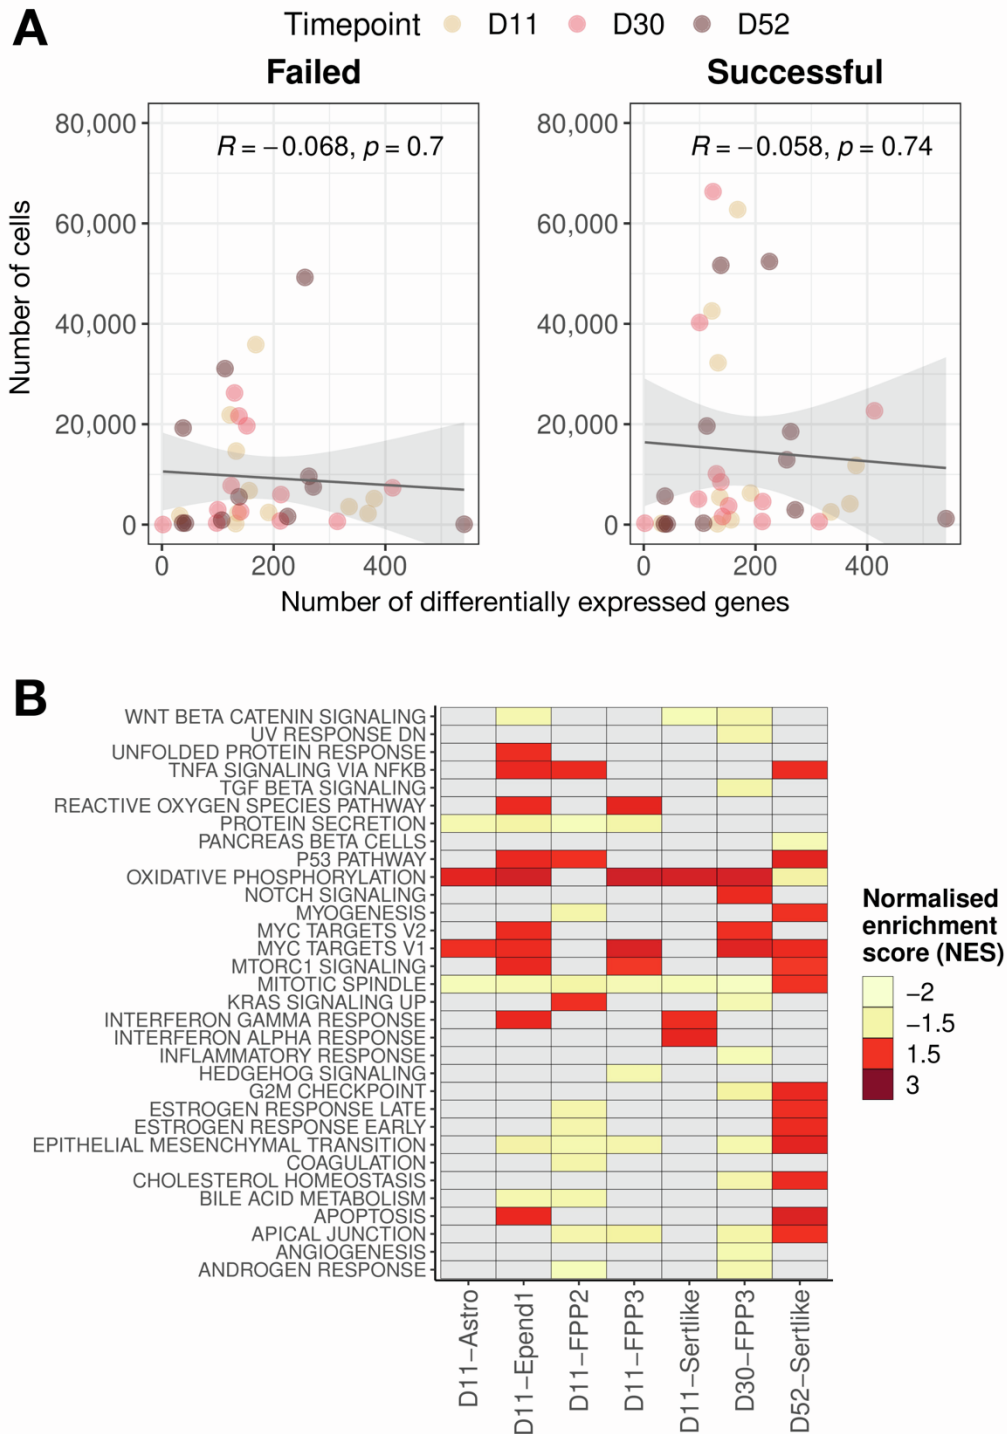 A
Timepoint D11 D30 D52
Failed
Successful
R = −0.068, p = 0.7
R = −0.058, p = 0.74
Number of cells
80,000
60,000
40,000
20,000
0
80,000
60,000
40,000
20,000
0
0 200 400
0 200 400
Number of differentially expressed genes
B
WNT BETA CATENIN SIGNALING
UV RESPONSE DN
UNFOLDED PROTEIN RESPONSE
TNFA SIGNALING VIA NFKB
TGF BETA SIGNALING
REACTIVE OXYGEN SPECIES PATHWAY
PROTEIN SECRETION
PANCREAS BETA CELLS
P53 PATHWAY
OXIDATIVE PHOSPHORYLATION
NOTCH SIGNALING
MYOGENESIS
MYC TARGETS V2
MYC TARGETS V1
MTORC1 SIGNALING
MITOTIC SPINDLE
KRAS SIGNALING UP
INTERFERON GAMMA RESPONSE
INTERFERON ALPHA RESPONSE
INFLAMMATORY RESPONSE
HEDGEHOG SIGNALING
G2M CHECKPOINT
ESTROGEN RESPONSE LATE
ESTROGEN RESPONSE EARLY
EPITHELIAL MESENCHYMAL TRANSITION
COAGULATION
CHOLESTEROL HOMEOSTASIS
BILE ACID METABOLISM
APOPTOSIS
APICAL JUNCTION
ANGIOGENESIS
ANDROGEN RESPONSE
D11−Astro
D11−Epend1
D11−FPP2
D11−FPP3
D11−Sertlike
D30−FPP3
D52−Sertlike
Normalised
enrichment
score (NES)
−2
−1.5
1.5
3